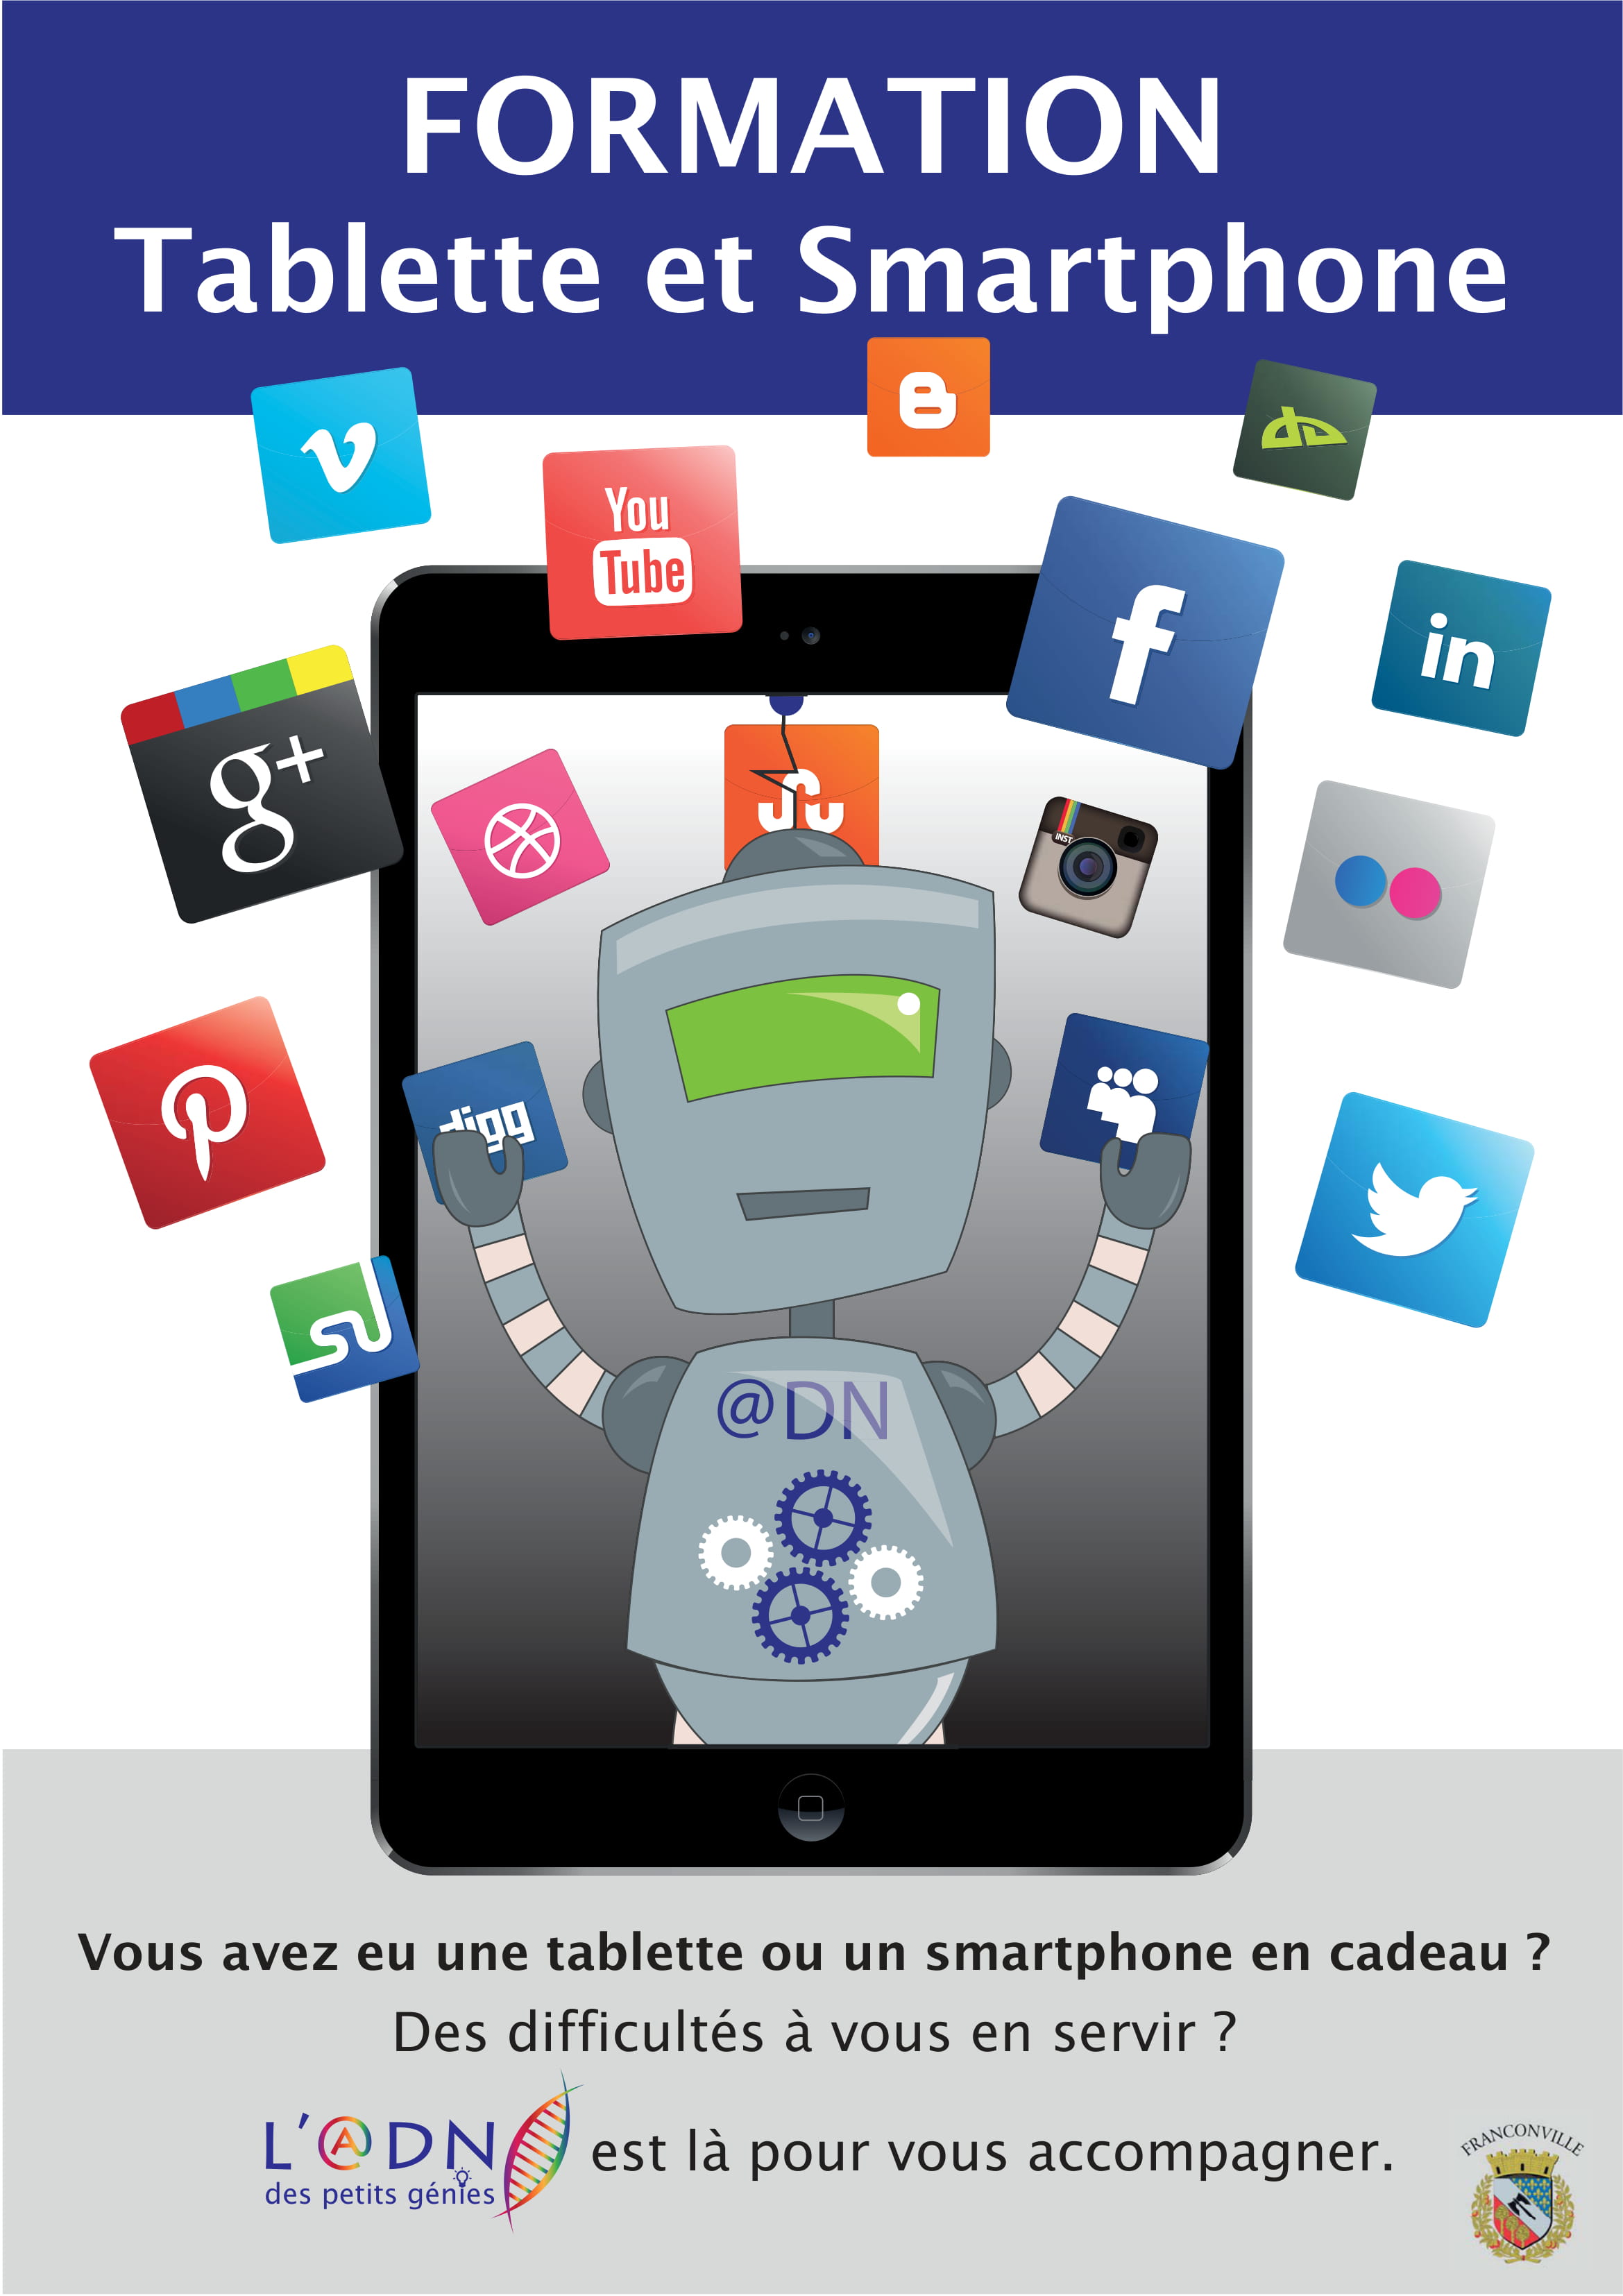 FORMATION
Tablette et Smartphone
You
Tube
f
in
g+
INST
digg
@DN
Vous avez eu une tablette ou un smartphone en cadeau ?
Des difficultés à vous en servir ?
L'@DN
des petits génies
est là pour vous accompagner.
FRANCONVILLE